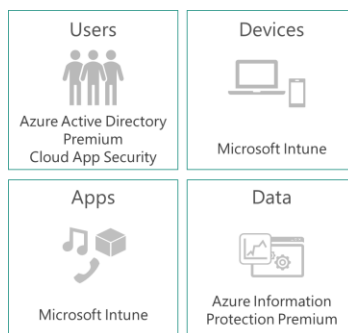 Users
Azure Active Directory
Premium
Cloud App Security
Devices
Microsoft Intune
Apps
Microsoft Intune
Data
Azure Information
Protection Premium